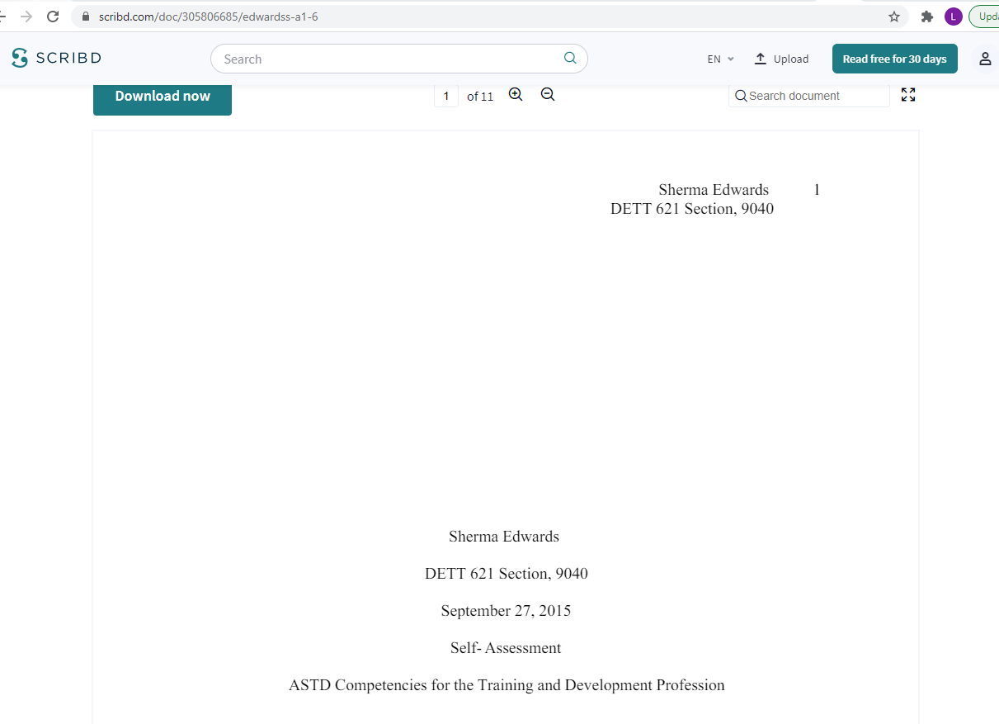 scribd.com/doc/305806685/edwardss-a1-6
L
SCRIBD
Search
EN
Upload
Read free for 30 days
Download now
1 of 11
Search document
Sherma Edwards 1
DETT 621 Section, 9040
Sherma Edwards
DETT 621 Section, 9040
September 27, 2015
Self- Assessment
ASTD Competencies for the Training and Development Profession